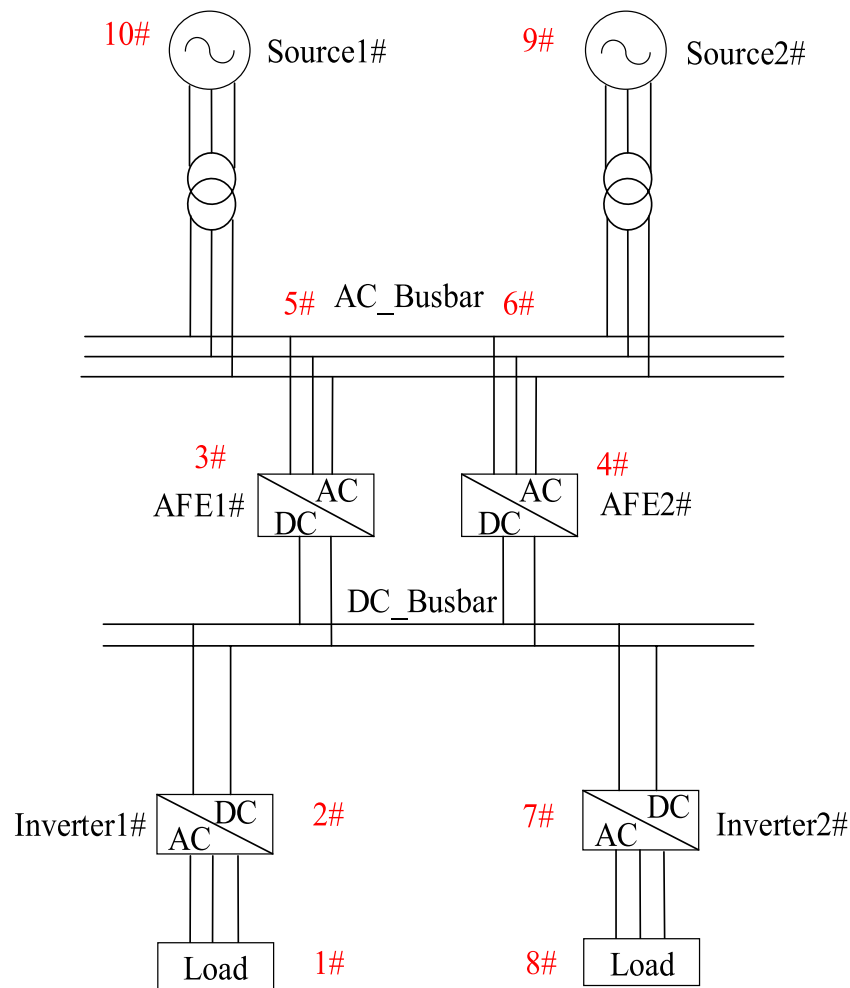 10# Source1# 9# Source2#
5# AC_Busbar 6#
3# AC 4#
AFE1# DC AC DC AFE2#
DC_Busbar
Inverter1# DC AC 2# 7# DC AC Inverter2#
Load 1# 8# Load